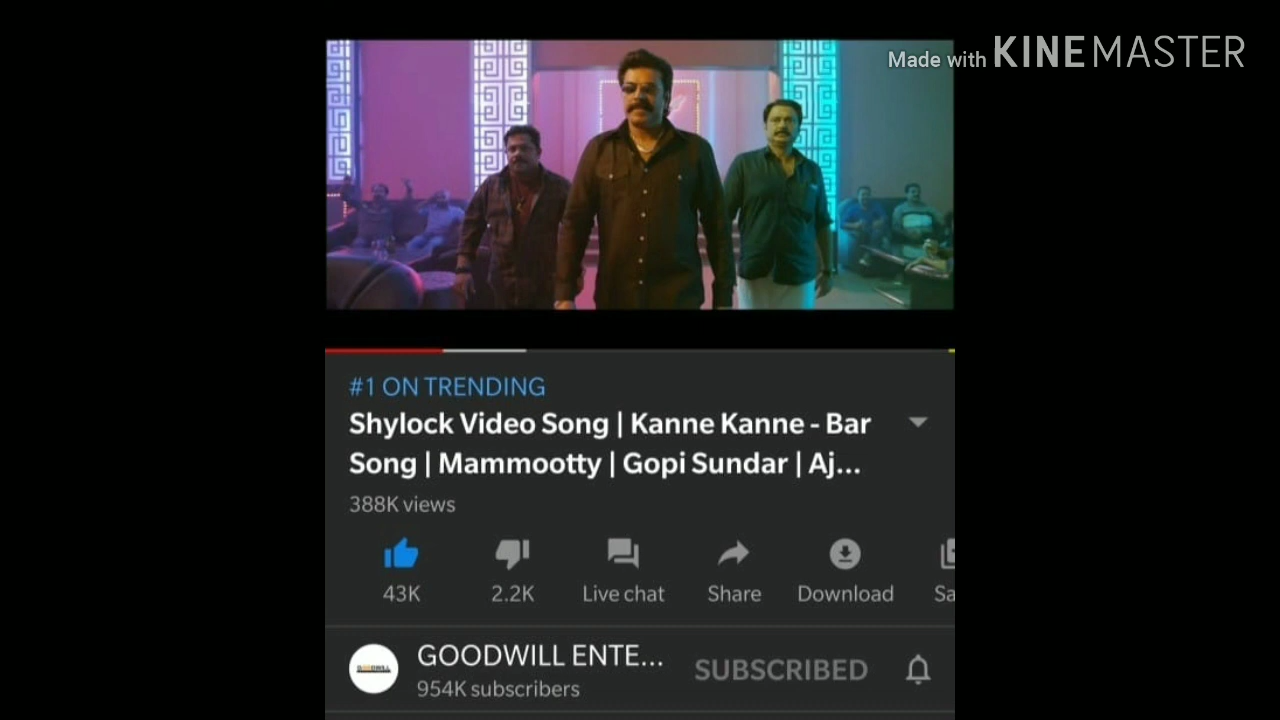 Made with KINEMASTER
#1 ON TRENDING
Shylock Video Song | Kanne Kanne - Bar
Song | Mammootty | Gopi Sundar | Aj...
388K views
43K 2.2K Live chat Share Download Sa
GOODWILL ENTE... SUBSCRIBED
954K subscribers